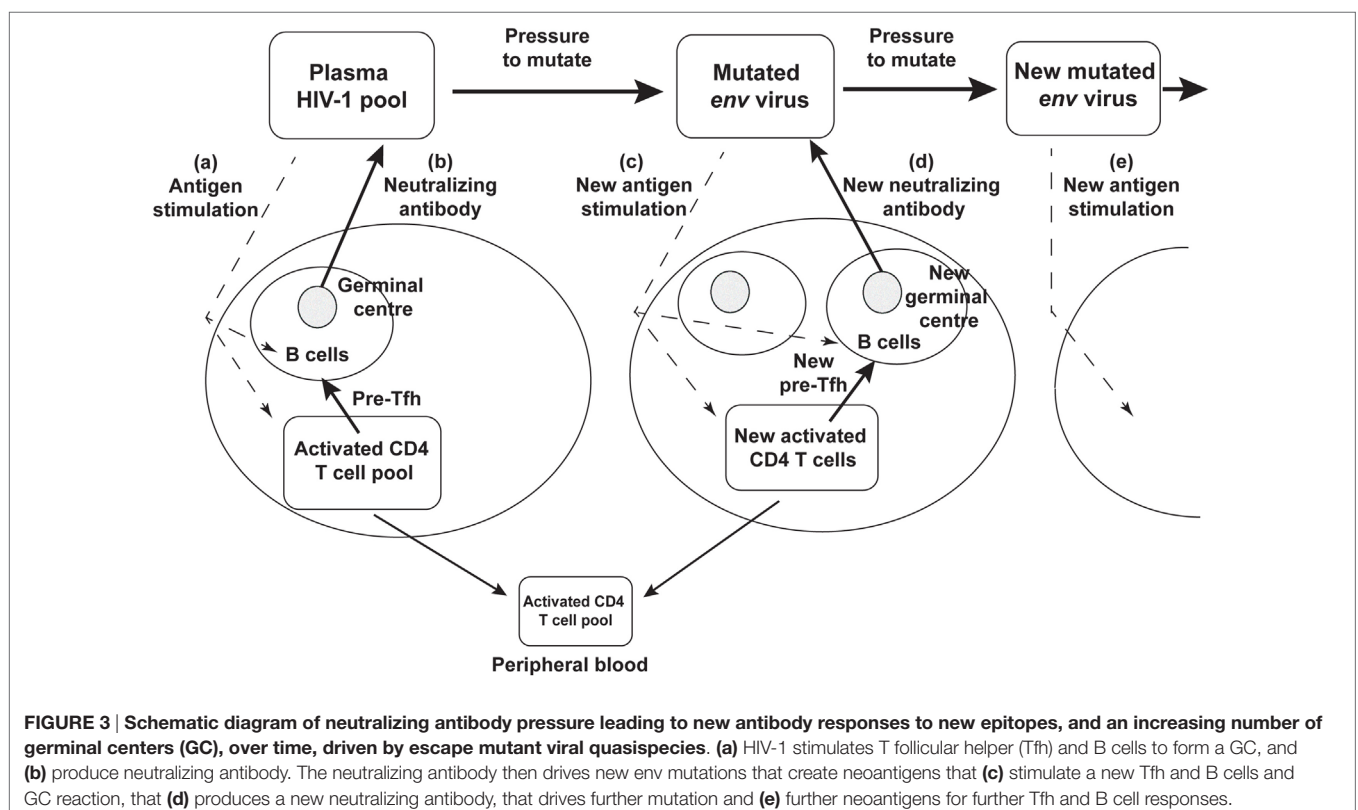 Pressure
to mutate
Pressure
to mutate
Plasma
HIV-1 pool
Mutated
env virus
New mutated
env virus
(a)
Antigen
stimulation
(b)
Neutralizing
antibody
(c)
New antigen
stimulation
(d)
New neutralizing
antibody
(e)
New antigen
stimulation
Germinal
centre
B cells
Pre-Tfh
Activated CD4
T cell pool
New
germinal
centre
B cells
New
pre-Tfh
New activated
CD4 T cells
Activated CD4
T cell pool
Peripheral blood
FIGURE 3 | Schematic diagram of neutralizing antibody pressure leading to new antibody responses to new epitopes, and an increasing number of
germinal centers (GC), over time, driven by escape mutant viral quasispecies. (a) HIV-1 stimulates T follicular helper (Tfh) and B cells to form a GC, and
(b) produce neutralizing antibody. The neutralizing antibody then drives new env mutations that create neoantigens that (c) stimulate a new Tfh and B cells and
GC reaction, that (d) produces a new neutralizing antibody, that drives further mutation and (e) further neoantigens for further Tfh and B cell responses.